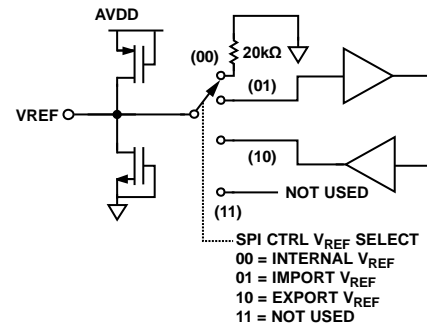 AVDD
(00)
20kΩ
(01)
VREF
(10)
NOT USED
(11)
SPI CTRL VREF SELECT
00 = INTERNAL VREF
01 = IMPORT VREF
10 = EXPORT VREF
11 = NOT USED